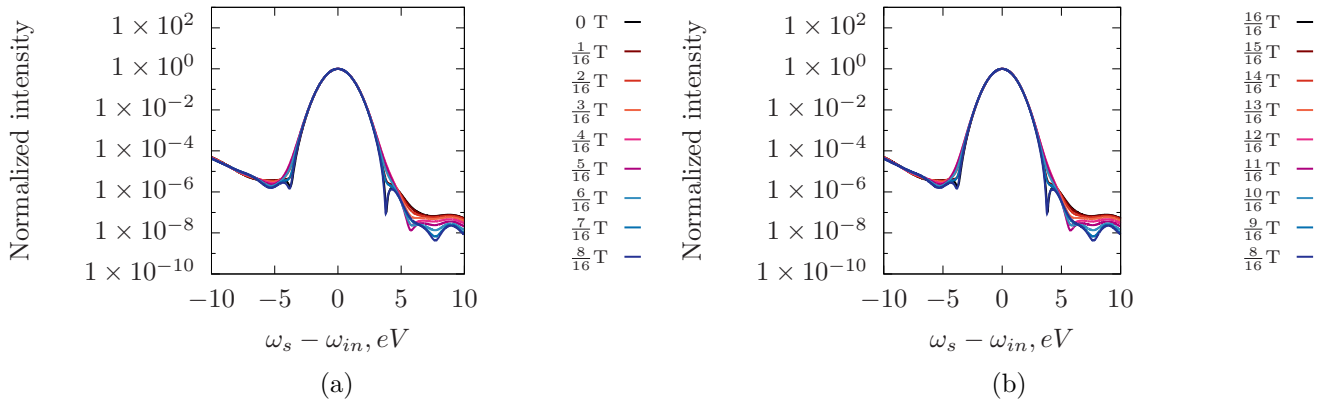 Normalized intensity
1 × 10^2
1 × 10^0
1 × 10^−2
1 × 10^−4
1 × 10^−6
1 × 10^−8
1 × 10^−10
−10 −5 0 5 10
ω_s − ω_in, eV
0 T
1/16 T
2/16 T
3/16 T
4/16 T
5/16 T
6/16 T
7/16 T
8/16 T
(a)
Normalized intensity
1 × 10^2
1 × 10^0
1 × 10^−2
1 × 10^−4
1 × 10^−6
1 × 10^−8
1 × 10^−10
−10 −5 0 5 10
ω_s − ω_in, eV
16/16 T
15/16 T
14/16 T
13/16 T
12/16 T
11/16 T
10/16 T
9/16 T
8/16 T
(b)